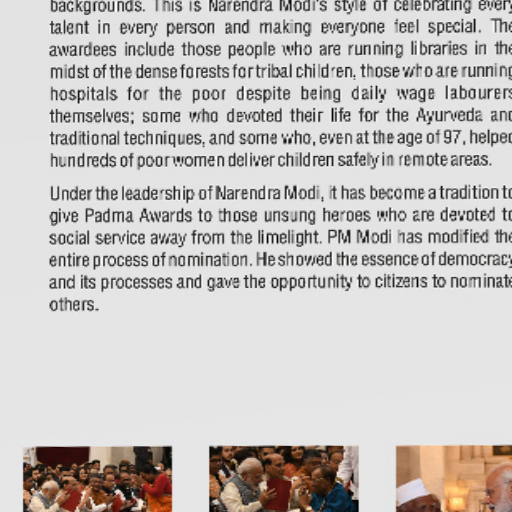 backgrounds. This is Narendra Modi's style of celebrating every
talent in every person and making everyone feel special. The
awardees include those people who are running libraries in the
midst of the dense forests for tribal children, those who are running
hospitals for the poor despite being daily wage labourers
themselves; some who devoted their life for the Ayurveda and
traditional techniques, and some who, even at the age of 97, helped
hundreds of poor women deliver children safely in remote areas.
Under the leadership of Narendra Modi, it has become a tradition to
give Padma Awards to those unsung heroes who are devoted to
social service away from the limelight. PM Modi has modified the
entire process of nomination. He showed the essence of democracy
and its processes and gave the opportunity to citizens to nominate
others.